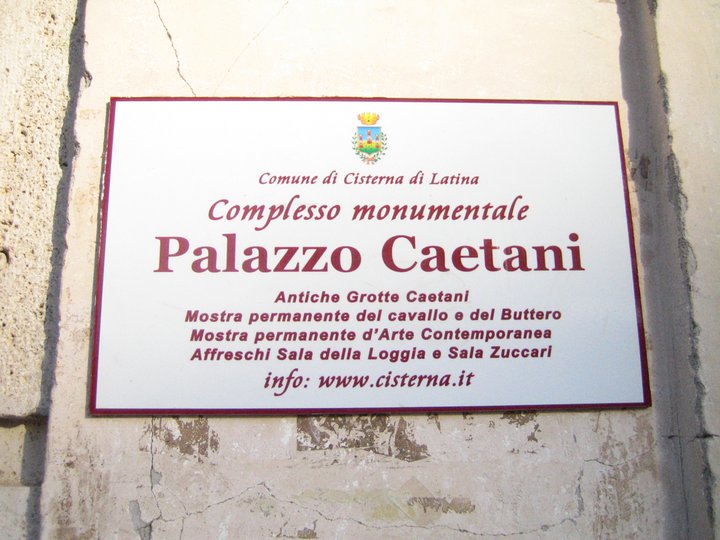 Comune di Cisterna di Latina
Complesso monumentale
Palazzo Caetani
Antiche Grotte Caetani
Mostra permanente del cavallo e del Buttero
Mostra permanente d'Arte Contemporanea
Affreschi Sala della Loggia e Sala Zuccari
info: www.cisterna.it